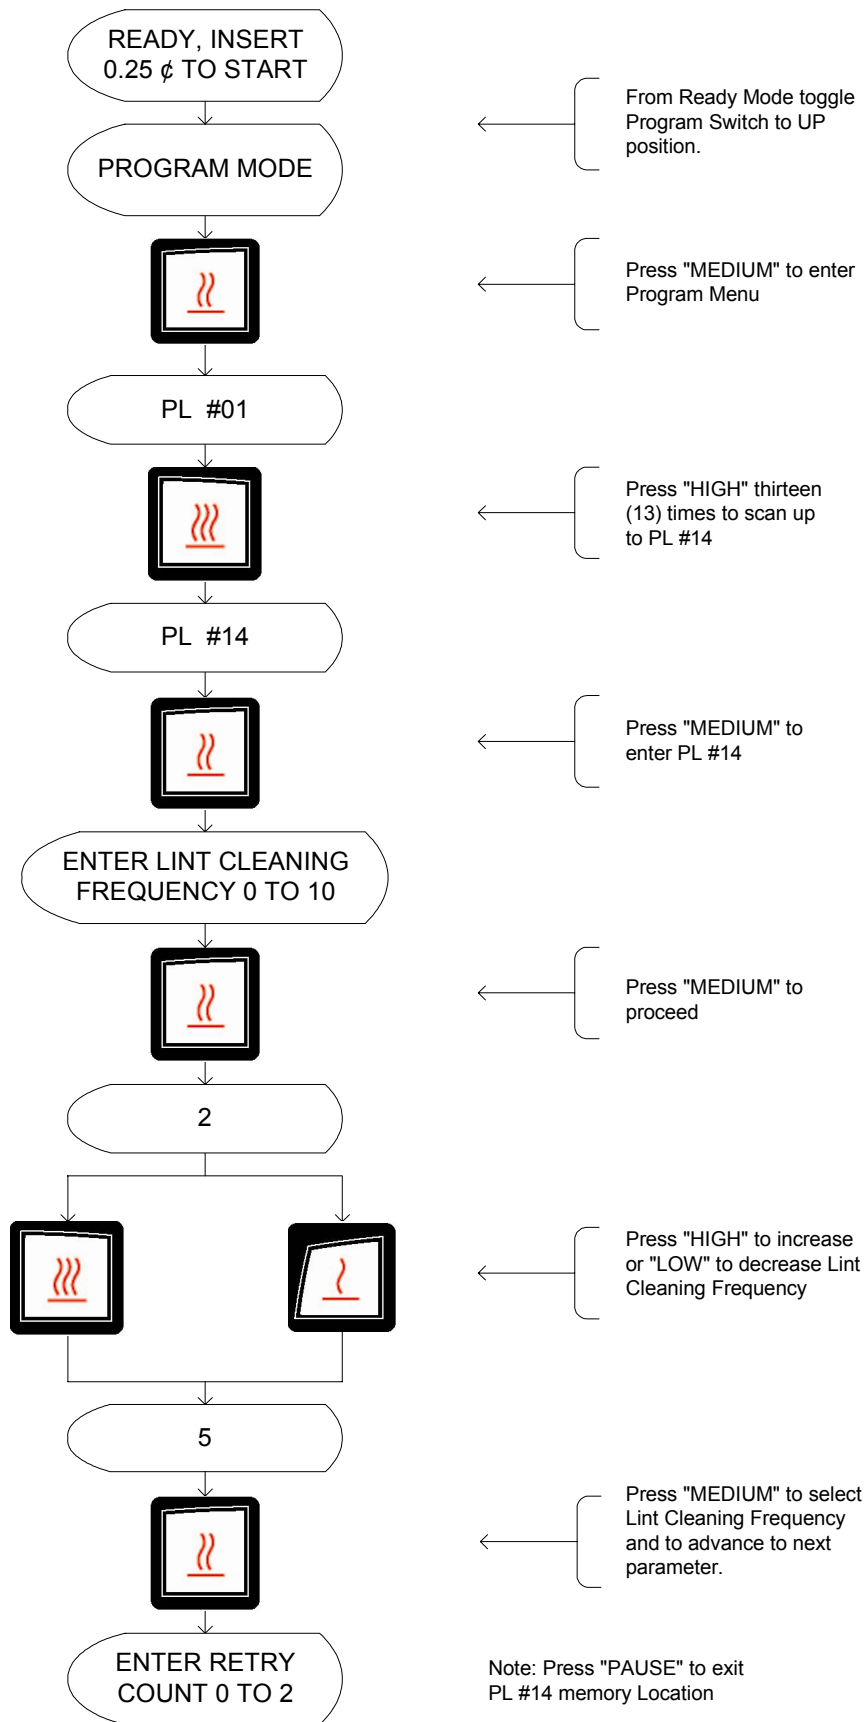 READY, INSERT
0.25 ¢ TO START
From Ready Mode toggle
Program Switch to UP
position.
PROGRAM MODE
Press "MEDIUM" to enter
Program Menu
PL #01
Press "HIGH" thirteen
(13) times to scan up
to PL #14
PL #14
Press "MEDIUM" to
enter PL #14
ENTER LINT CLEANING
FREQUENCY 0 TO 10
Press "MEDIUM" to
proceed
2
Press "HIGH" to increase
or "LOW" to decrease Lint
Cleaning Frequency
5
Press "MEDIUM" to select
Lint Cleaning Frequency
and to advance to next
parameter.
ENTER RETRY
COUNT 0 TO 2
Note: Press "PAUSE" to exit
PL #14 memory Location